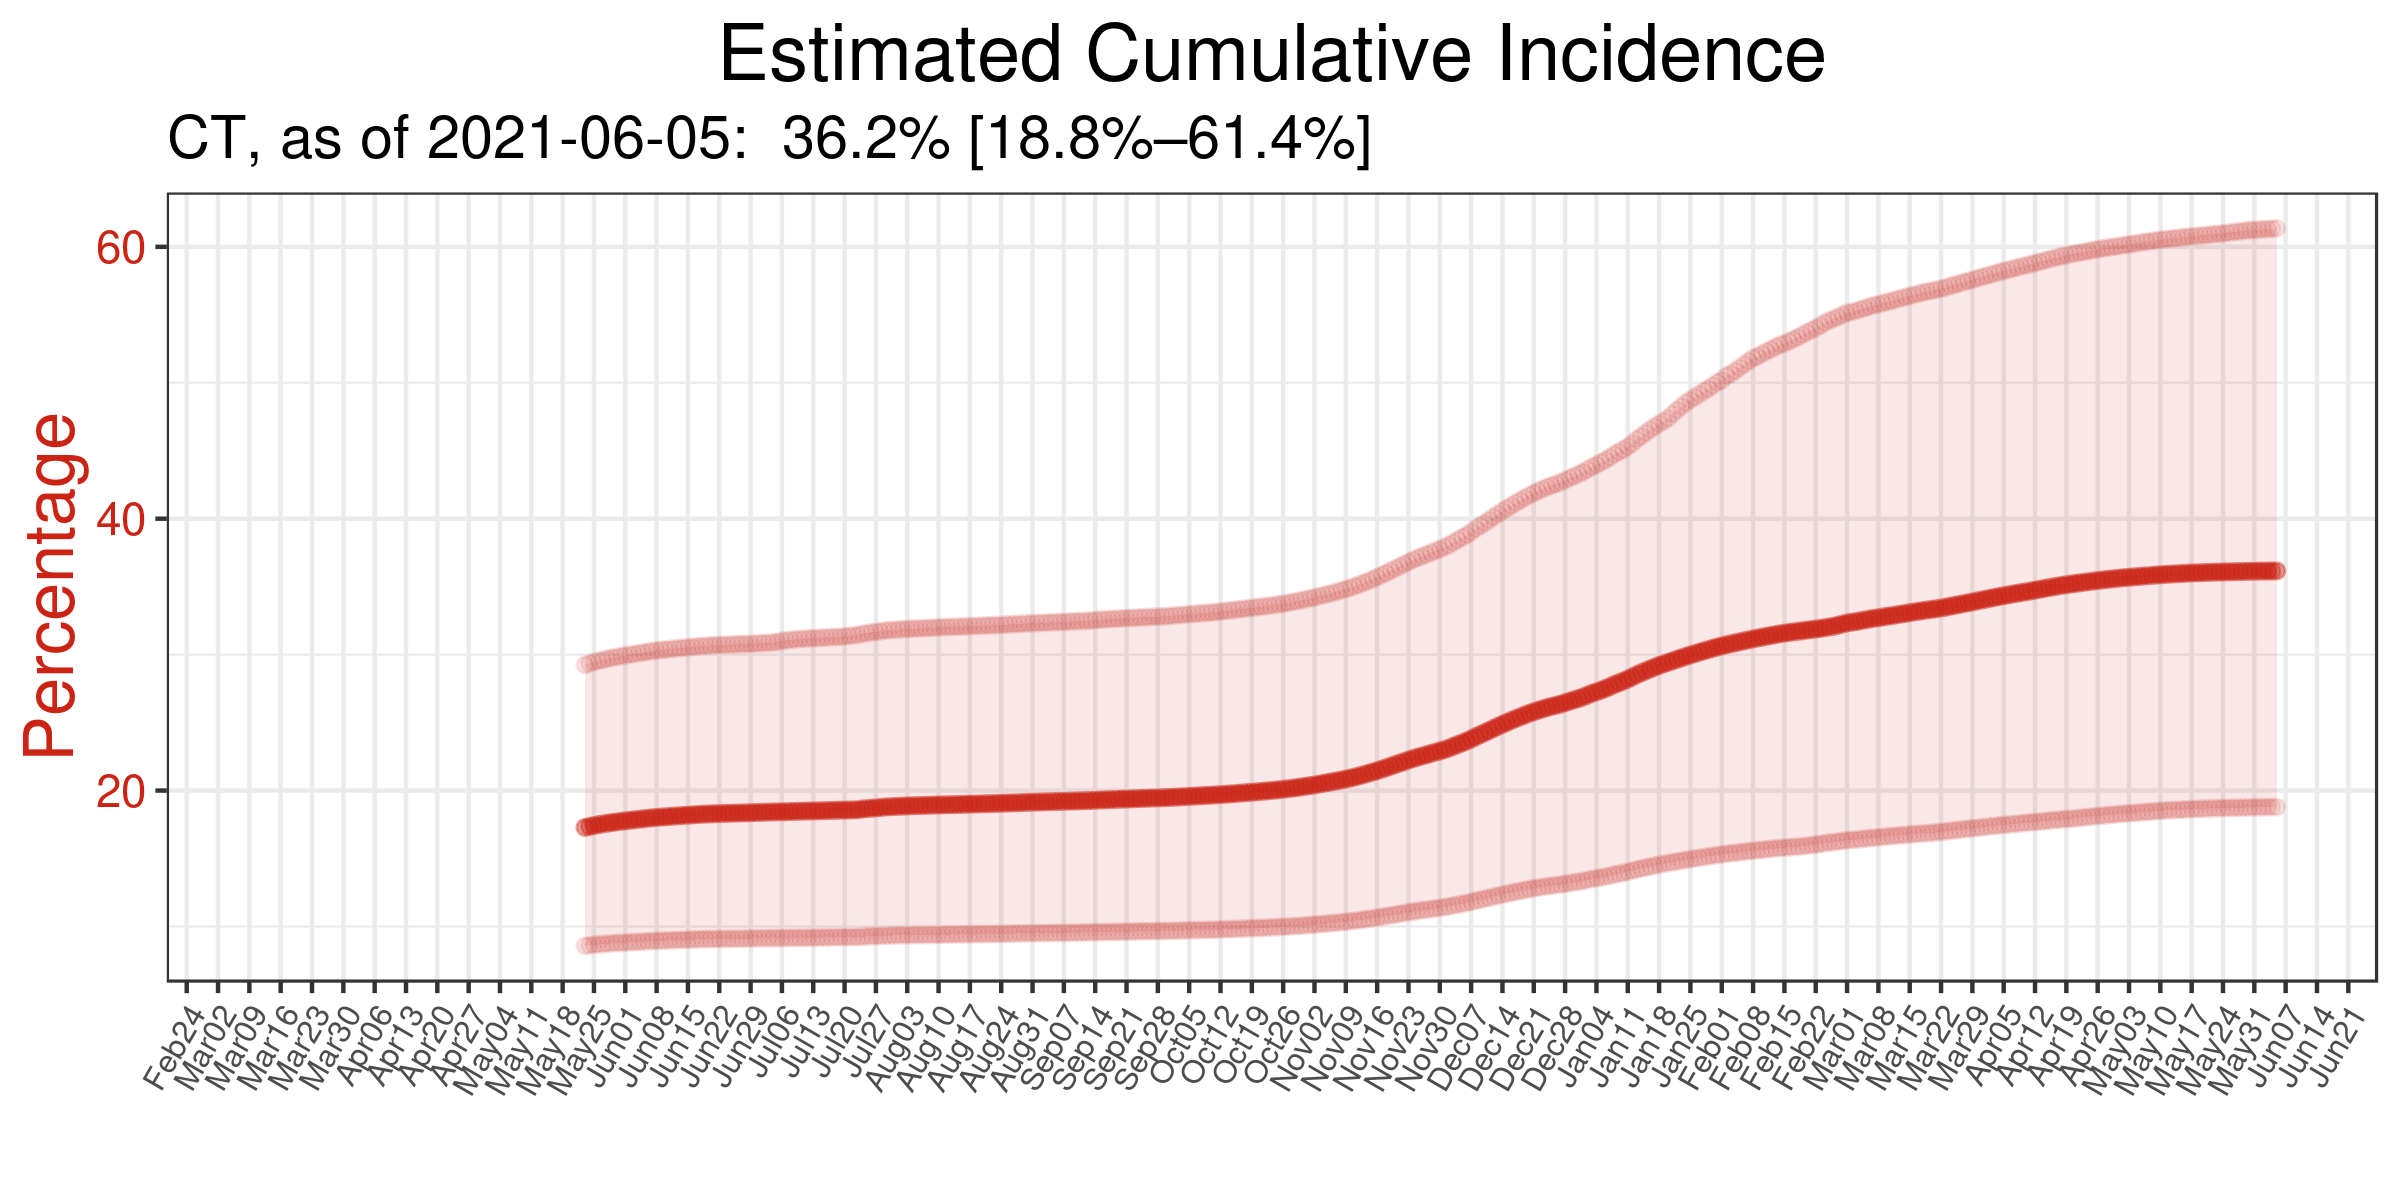 Estimated Cumulative Incidence
CT, as of 2021-06-05:  36.2% [18.8%–61.4%]
Percentage
60
40
20
Feb24
Mar02
Mar09
Mar16
Mar23
Mar30
Apr06
Apr13
Apr20
Apr27
May04
May11
May18
May25
Jun01
Jun08
Jun15
Jun22
Jun29
Jul06
Jul13
Jul20
Jul27
Aug03
Aug10
Aug17
Aug24
Aug31
Sep07
Sep14
Sep21
Sep28
Oct05
Oct12
Oct19
Oct26
Nov02
Nov09
Nov16
Nov23
Nov30
Dec07
Dec14
Dec21
Dec28
Jan04
Jan11
Jan18
Jan25
Feb01
Feb08
Feb15
Feb22
Mar01
Mar08
Mar15
Mar22
Mar29
Apr05
Apr12
Apr19
Apr26
May03
May10
May17
May24
May31
Jun07
Jun14
Jun21